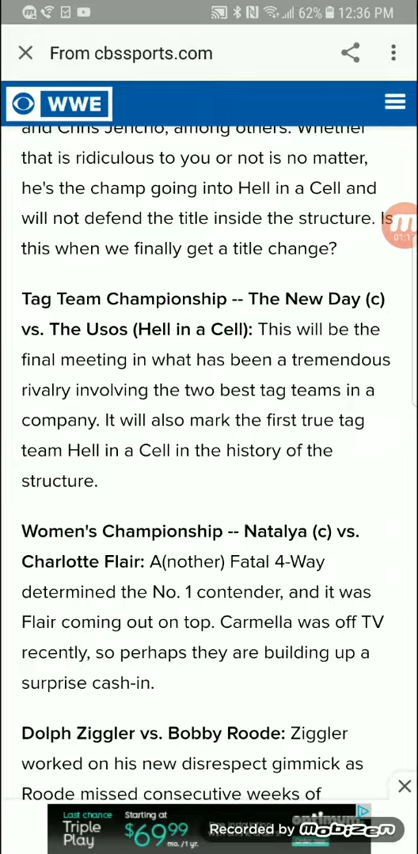 62% 12:36 PM
From cbssports.com
WWE
and Chris Jericho, among others. Whether
that is ridiculous to you or not is no matter,
he's the champ going into Hell in a Cell and
will not defend the title inside the structure. Is
this when we finally get a title change?
01:17
Tag Team Championship -- The New Day (c)
vs. The Usos (Hell in a Cell): This will be the
final meeting in what has been a tremendous
rivalry involving the two best tag teams in a
company. It will also mark the first true tag
team Hell in a Cell in the history of the
structure.
Women's Championship -- Natalya (c) vs.
Charlotte Flair: A(nother) Fatal 4-Way
determined the No. 1 contender, and it was
Flair coming out on top. Carmella was off TV
recently, so perhaps they are building up a
surprise cash-in.
Dolph Ziggler vs. Bobby Roode: Ziggler
worked on his new disrespect gimmick as
Roode missed consecutive weeks of
Last chance
Triple
Play
Starting at
$69.99
mo./1 yr.
Recorded by mobizen